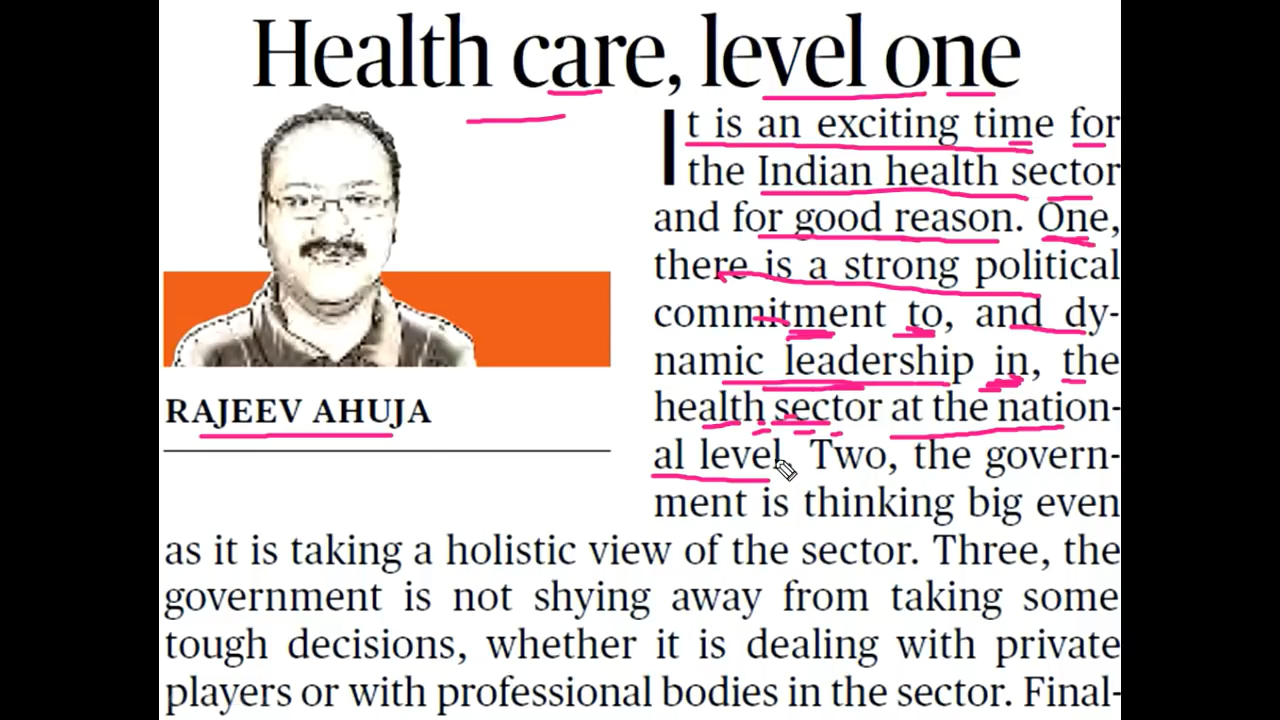 Health care, level one
RAJEEV AHUJA
It is an exciting time for
the Indian health sector
and for good reason. One,
there is a strong political
commitment to, and dy-
namic leadership in, the
health sector at the nation-
al level. Two, the govern-
ment is thinking big even
as it is taking a holistic view of the sector. Three, the
government is not shying away from taking some
tough decisions, whether it is dealing with private
players or with professional bodies in the sector. Final-